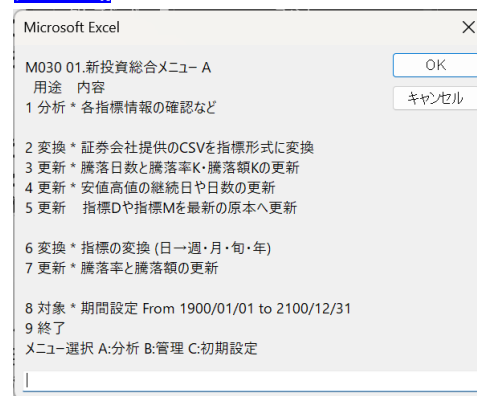 Microsoft Excel
M030 01.新投資総合メニュー A
用途 内容
1 分析 * 各指標情報の確認など
2 変換 * 証券会社提供のCSVを指標形式に変換
3 更新 * 騰落日数と騰落率K・騰落額Kの更新
4 更新 * 安値高値の継続日や日数の更新
5 更新 指標Dや指標Mを最新の原本へ更新
6 変換 * 指標の変換 (日→週・月・旬・年)
7 更新 * 騰落率と騰落額の更新
8 対象 * 期間設定 From 1900/01/01 to 2100/12/31
9 終了
メニュー選択 A:分析 B:管理 C:初期設定
OK
キャンセル